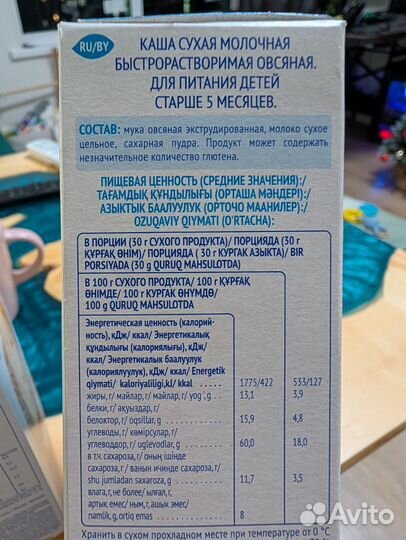 RU/BY
КАША СУХАЯ МОЛОЧНАЯ
БЫСТРОРАСТВОРИМАЯ ОВСЯНАЯ.
ДЛЯ ПИТАНИЯ ДЕТЕЙ
СТАРШЕ 5 МЕСЯЦЕВ.
СОСТАВ: мука овсяная экструдированная, молоко сухое
цельное, сахарная пудра. Продукт может содержать
незначительное количество глютена.
ПИЩЕВАЯ ЦЕННОСТЬ (СРЕДНИЕ ЗНАЧЕНИЯ):/
ТАҒАМДЫҚ ҚҰНДЫЛЫҒЫ (ОРТАША МӘНДЕРІ):/
АЗЫКТЫК БААЛУУЛУК (ОРТОЧО МААНИЛЕР):/
OZUQAVIY QIYMATI (O'RTACHA):
В ПОРЦИИ (30 г СУХОГО ПРОДУКТА)/ ПОРЦИЯДА (30 г
ҚҰРҒАҚ ӨНІМ)/ ПОРЦИЯДА ( 30 г КУРГАК АЗЫКТА)/ BIR
PORSIYADA (30 g QURUQ MAHSULOTDA)
В 100 г СУХОГО ПРОДУКТА/ 100 г ҚҰРҒАҚ
ӨНІМДЕ/ 100 г КУРГАК ӨНҮМДӨ/
100 g QURUQ MAHSULOTDA
Энергетическая ценность (калорий-
ность), кДж/ ккал/ Энергетикалық
құндылығы (калориялығы), кДж/
ккал/ Энергетикалык баалуулук
(калориялуулук), кДж/ ккал/ Energetik
qiymati/ kaloriyaliligi,kJ/ kkal 1775/422 533/127
жиры, г/ майлар, г/ майлар, г/ yog', g 13,1 3,9
белки, г/ ақуыздар, г/
белоктор, г/ oqsillar, g 15,9 4,8
углеводы, г/ көмірсулар, г/
углеводдор, г/ uglevodlar, g 60,0 18,0
в т.ч. сахароза, г/ оның ішінде
сахароза, г / анын ичинде сахароза, г/
shu jumladan saxaroza, g 11,7 3,5
влага, г, не более/ ылғал, г,
артық емес/ ным, г, ашык эмес/
namlik, g, ortiq emas 8
Хранить в сухом прохладном месте при температуре от 0 °C
Avito